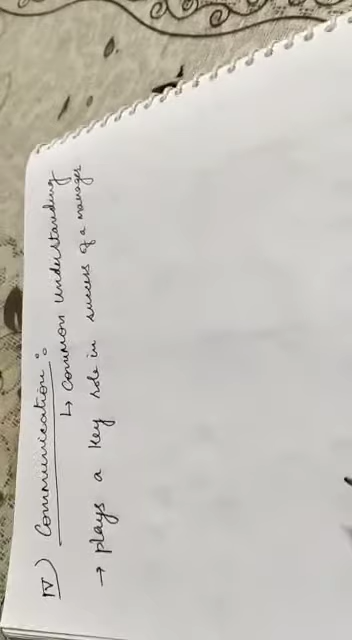 IV) Communication:
↳ Common understanding
→ plays a key role in success of a manager